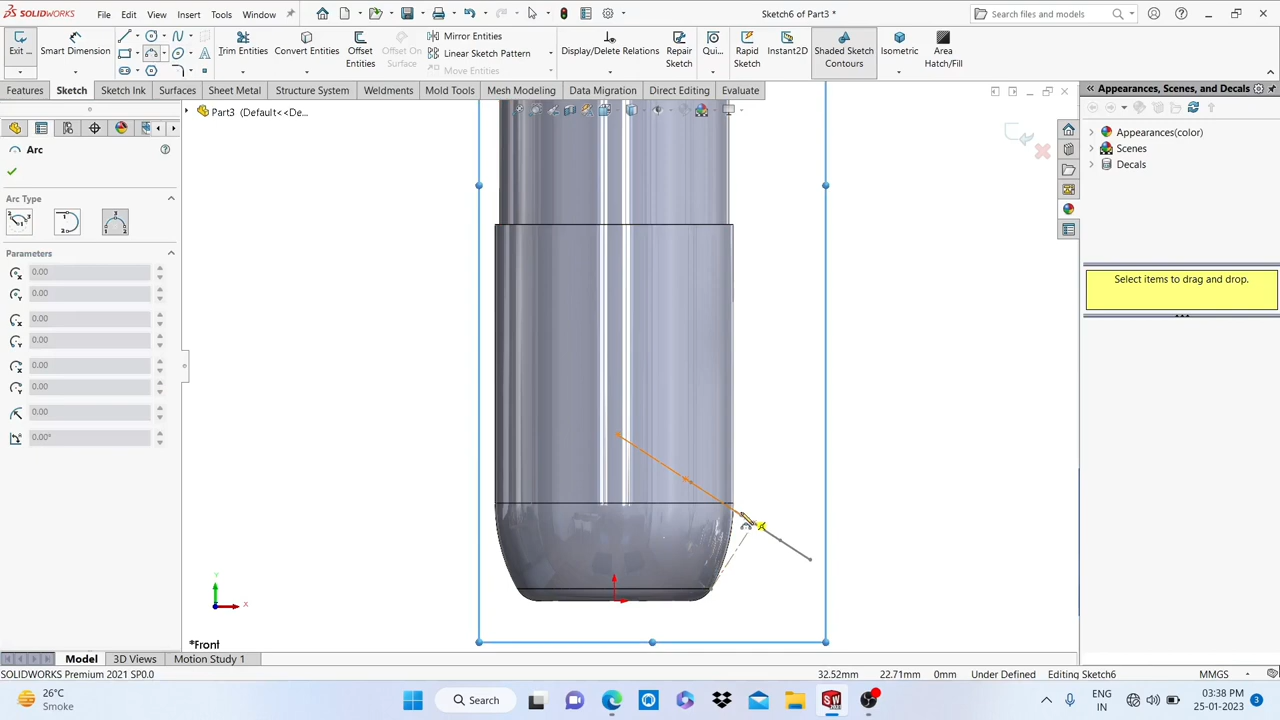 SOLIDWORKS
File
Edit
View
Insert
Tools
Window
Sketch6 of Part3 *
Search files and models
Exit ...
Smart Dimension
Trim Entities
Convert Entities
Offset
Entities
Offset On
Surface
Mirror Entities
Linear Sketch Pattern
Move Entities
Display/Delete Relations
Repair
Sketch
Qui...
Rapid
Sketch
Instant2D
Shaded Sketch
Contours
Isometric
Area
Hatch/Fill
Features
Sketch
Sketch Ink
Surfaces
Sheet Metal
Structure System
Weldments
Mold Tools
Mesh Modeling
Data Migration
Direct Editing
Evaluate
Part3 (Default<<De...
Appearances, Scenes, and Decals
Appearances(color)
Scenes
Decals
Select items to drag and drop.
Arc
Arc Type
Parameters
0.00
0.00
0.00
0.00
0.00
0.00
0.00
0.00°
Y
X
*Front
Model
3D Views
Motion Study 1
SOLIDWORKS Premium 2021 SP0.0
32.52mm
22.71mm
0mm
Under Defined
Editing Sketch6
MMGS
26°C
Smoke
Search
ENG
IN
03:38 PM
25-01-2023
3